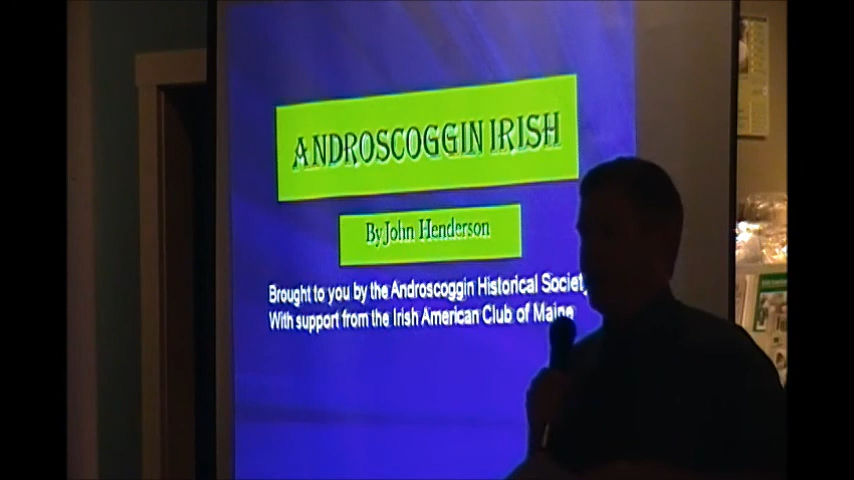 ANDROSCOGGIN IRISH
By John Henderson
Brought to you by the Androscoggin Historical Society
With support from the Irish American Club of Maine